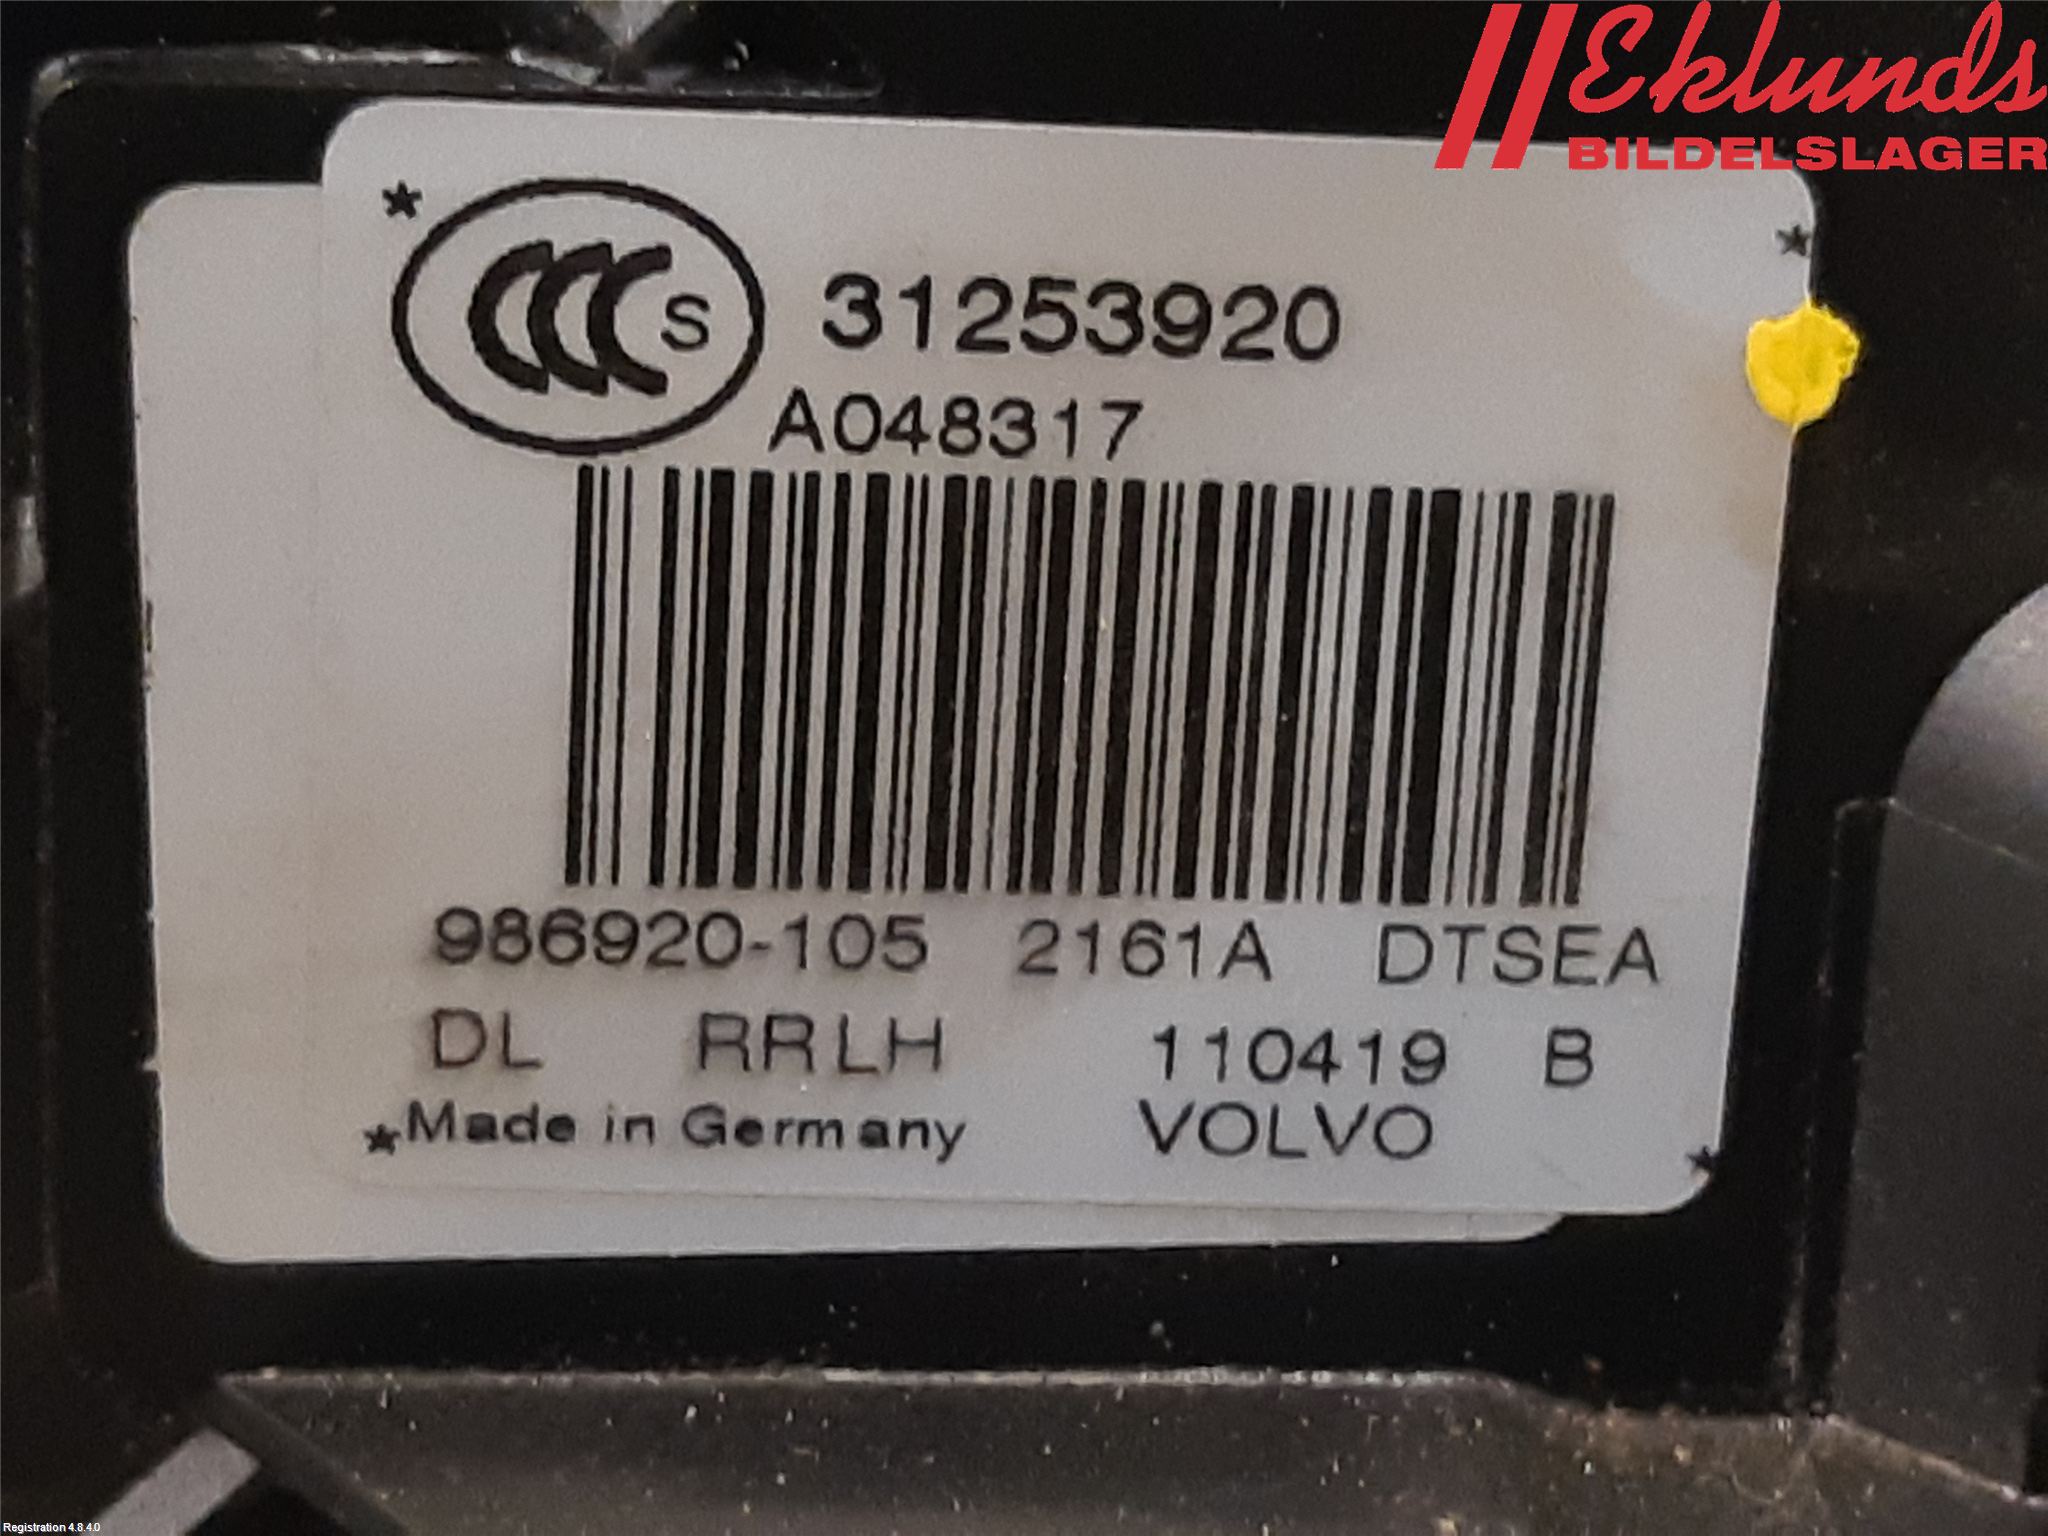 Eklunds
BILDELSLAGER
CCC S 31253920
A048317
986920-105 2161A DTSEA
DL RRLH 110419 B
*Made in Germany VOLVO
Registration 4.8.4.0